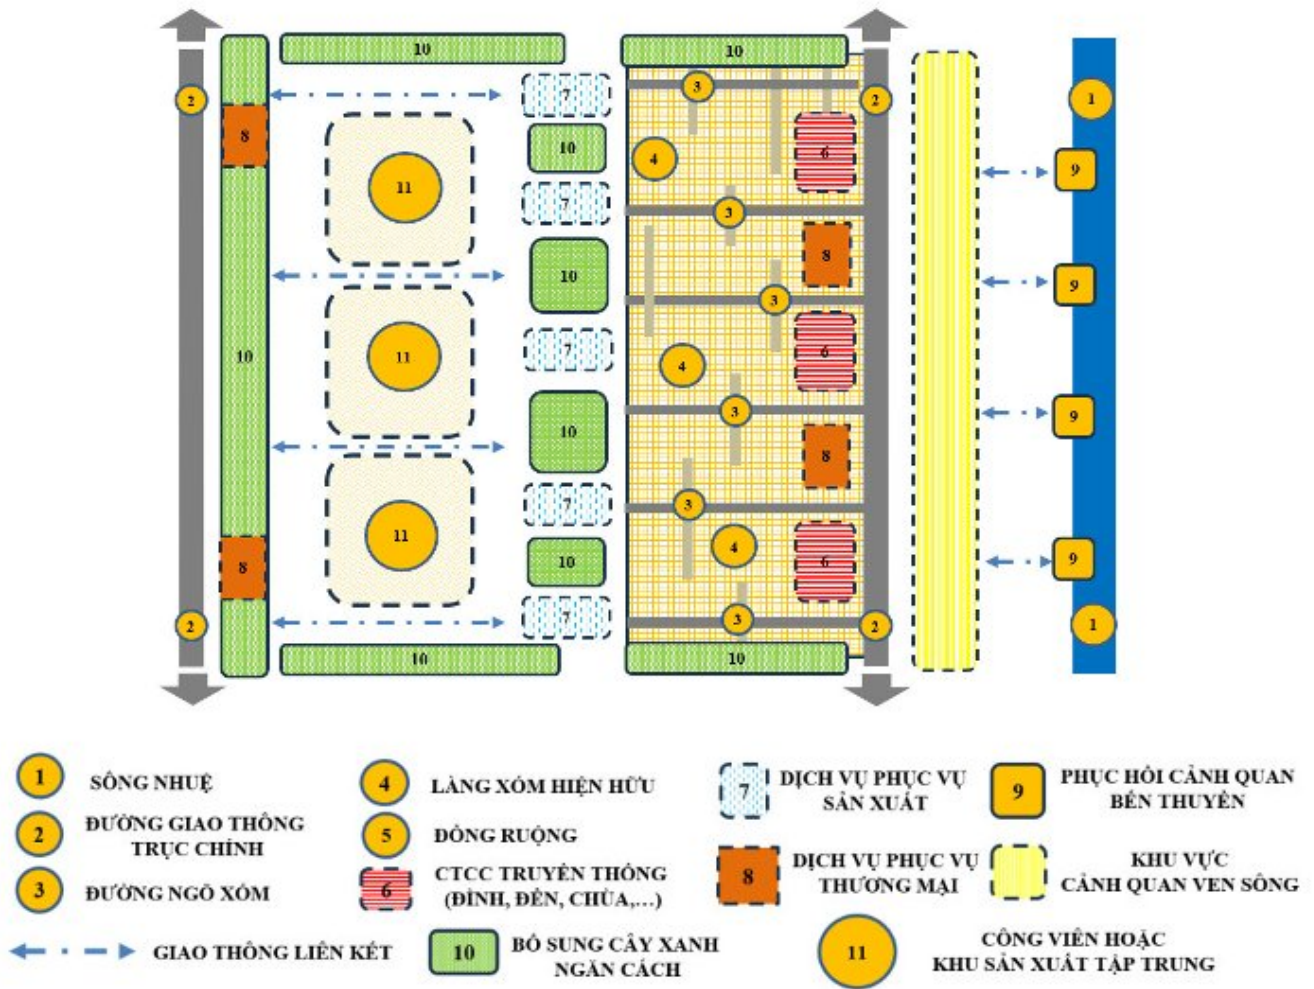 10
10
2
7
3
2
1
8
10
4
6
9
11
7
3
8
10
9
3
10
7
6
11
4
3
9
10
8
7
3
11
4
10
6
9
8
7
3
2
2
1
10
10
1
SÔNG NHUỆ
2
ĐƯỜNG GIAO THÔNG
TRỤC CHÍNH
3
ĐƯỜNG NGÕ XÓM
GIAO THÔNG LIÊN KẾT
4
LÀNG XÓM HIỆN HỮU
5
ĐỒNG RUỘNG
6
CTCC TRUYỀN THỐNG
(ĐÌNH, ĐỀN, CHÙA,...)
10
BỔ SUNG CÂY XANH
NGĂN CÁCH
7
DỊCH VỤ PHỤC VỤ
SẢN XUẤT
8
DỊCH VỤ PHỤC VỤ
THƯƠNG MẠI
9
PHỤC HỒI CẢNH QUAN
BẾN THUYỀN
KHU VỰC
CẢNH QUAN VEN SÔNG
11
CÔNG VIÊN HOẶC
KHU SẢN XUẤT TẬP TRUNG